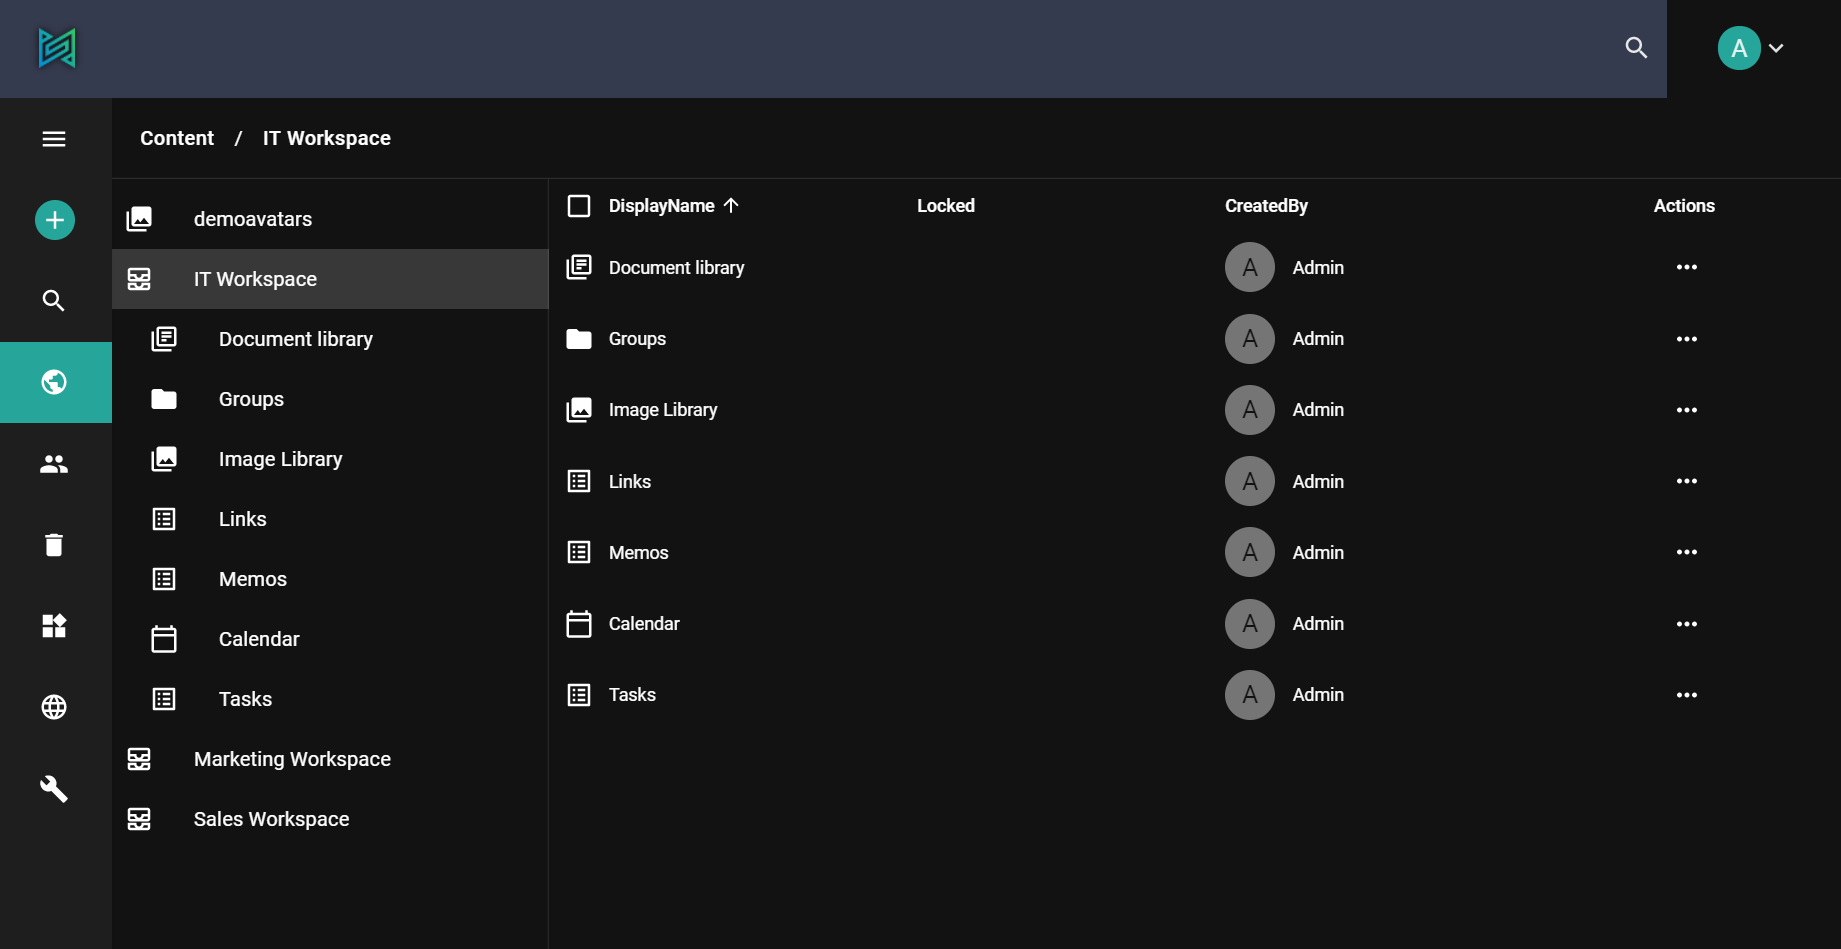 A
Content / IT Workspace
demoavatars
IT Workspace
Document library
Groups
Image Library
Links
Memos
Calendar
Tasks
Marketing Workspace
Sales Workspace
DisplayName Locked CreatedBy Actions
Document library A Admin
Groups A Admin
Image Library A Admin
Links A Admin
Memos A Admin
Calendar A Admin
Tasks A Admin